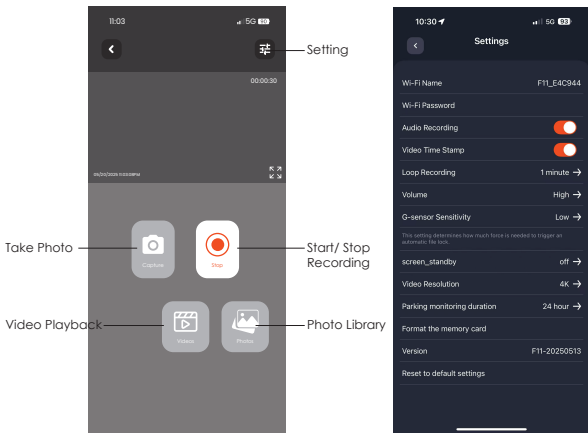 11:03
5G 90
Setting
00:00:30
Take Photo
Capture
Stop
Start/ Stop
Recording
Video Playback
Videos
Photos
Photo Library
10:30
5G 93
Settings
Wi-Fi Name F11_E4C944
Wi-Fi Password
Audio Recording
Video Time Stamp
Loop Recording 1 minute →
Volume High →
G-sensor Sensitivity Low →
This setting determines how much force is needed to trigger an
automatic file lock.
screen_standby off →
Video Resolution 4K →
Parking monitoring duration 24 hour →
Format the memory card
Version F11-20250513
Reset to default settings